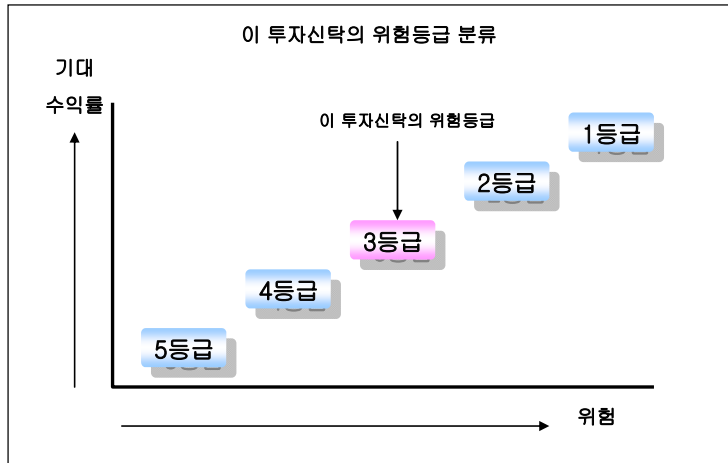 이 투자신탁의 위험등급 분류
기대
수익률
이 투자신탁의 위험등급
1등급
2등급
3등급
4등급
5등급
위험